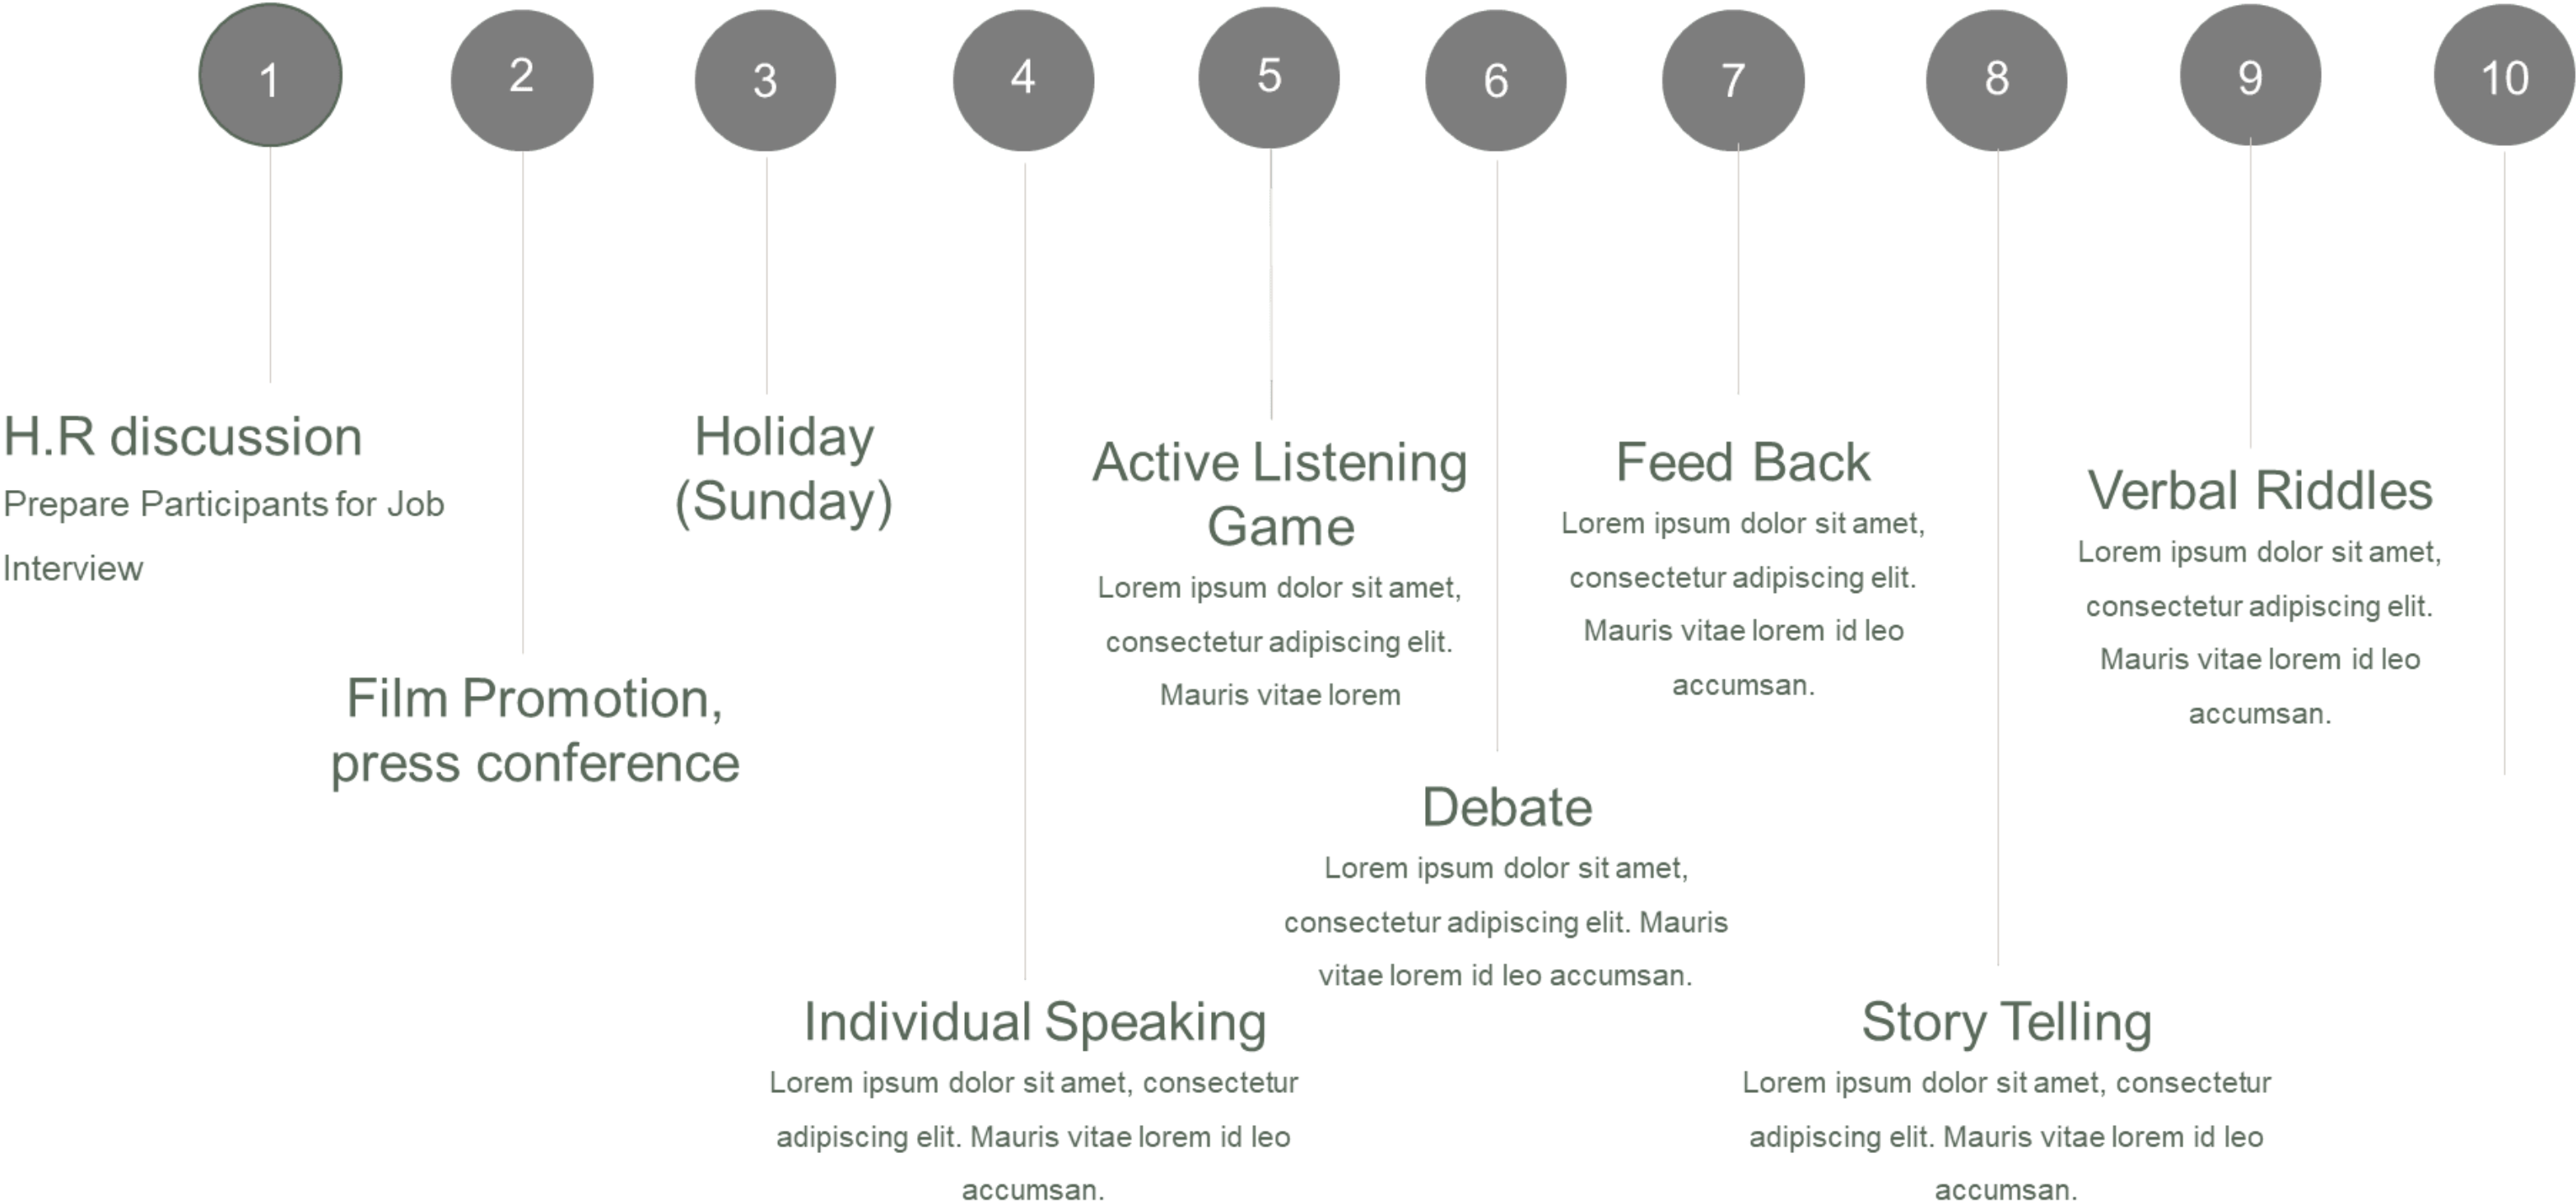 1
2
3
4
5
6
7
8
9
10
H.R discussion
Prepare Participants for Job
Interview
Film Promotion,
press conference
Holiday
(Sunday)
Individual Speaking
Lorem ipsum dolor sit amet, consectetur
adipiscing elit. Mauris vitae lorem id leo
accumsan.
Active Listening
Game
Lorem ipsum dolor sit amet,
consectetur adipiscing elit.
Mauris vitae lorem
Debate
Lorem ipsum dolor sit amet,
consectetur adipiscing elit. Mauris
vitae lorem id leo accumsan.
Feed Back
Lorem ipsum dolor sit amet,
consectetur adipiscing elit.
Mauris vitae lorem id leo
accumsan.
Story Telling
Lorem ipsum dolor sit amet, consectetur
adipiscing elit. Mauris vitae lorem id leo
accumsan.
Verbal Riddles
Lorem ipsum dolor sit amet,
consectetur adipiscing elit.
Mauris vitae lorem id leo
accumsan.